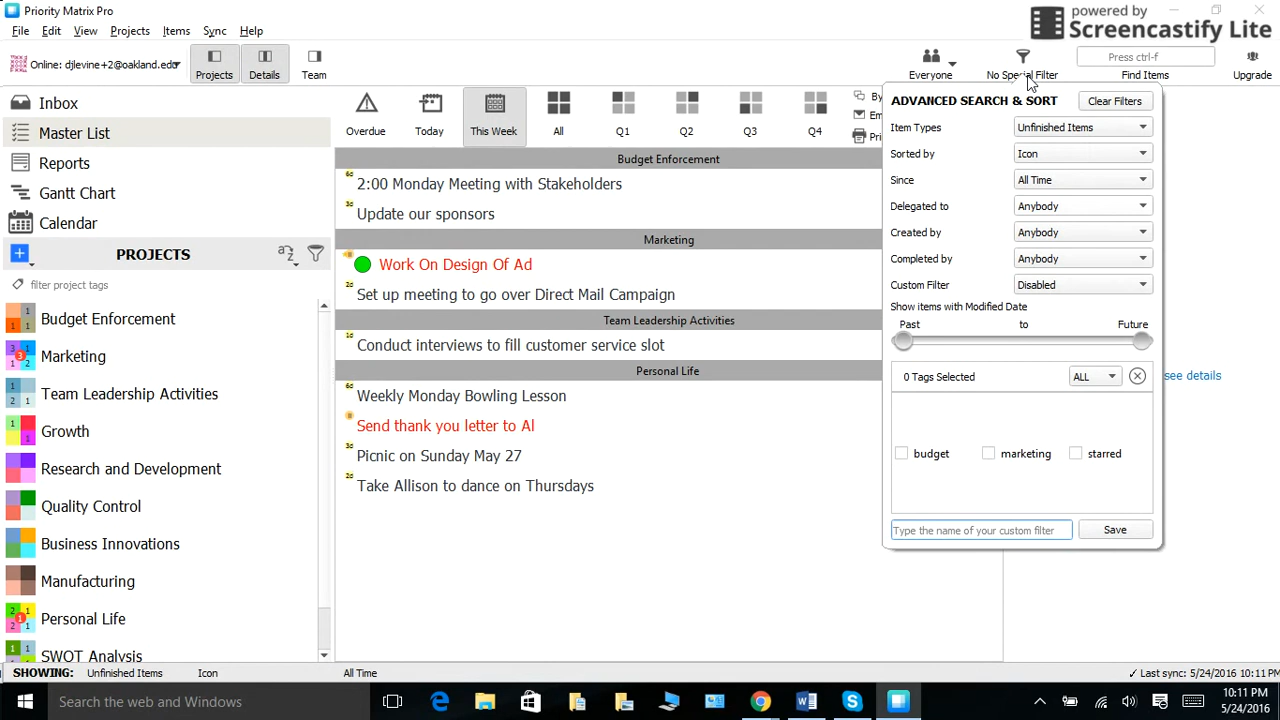 Priority Matrix Pro
powered by
Screencastify Lite
File Edit View Projects Items Sync Help
Online: djlevine+2@oakland.edu
Projects Details Team
Everyone No Special Filter Press ctrl-f Find Items Upgrade
Inbox
Master List
Reports
Gantt Chart
Calendar
PROJECTS
filter project tags
Budget Enforcement
Marketing
Team Leadership Activities
Growth
Research and Development
Quality Control
Business Innovations
Manufacturing
Personal Life
SWOT Analysis
Overdue Today This Week All Q1 Q2 Q3 Q4
Budget Enforcement
6d 2:00 Monday Meeting with Stakeholders
3d Update our sponsors
Marketing
Work On Design Of Ad
2d Set up meeting to go over Direct Mail Campaign
Team Leadership Activities
1d Conduct interviews to fill customer service slot
Personal Life
6d Weekly Monday Bowling Lesson
Send thank you letter to Al
3d Picnic on Sunday May 27
2d Take Allison to dance on Thursdays
ADVANCED SEARCH & SORT Clear Filters
Item Types Unfinished Items
Sorted by Icon
Since All Time
Delegated to Anybody
Created by Anybody
Completed by Anybody
Custom Filter Disabled
Show items with Modified Date
Past to Future
0 Tags Selected ALL
budget marketing starred
Type the name of your custom filter Save
see details
SHOWING: Unfinished Items Icon All Time ✓ Last sync: 5/24/2016 10:11 PM
Search the web and Windows
10:11 PM
5/24/2016